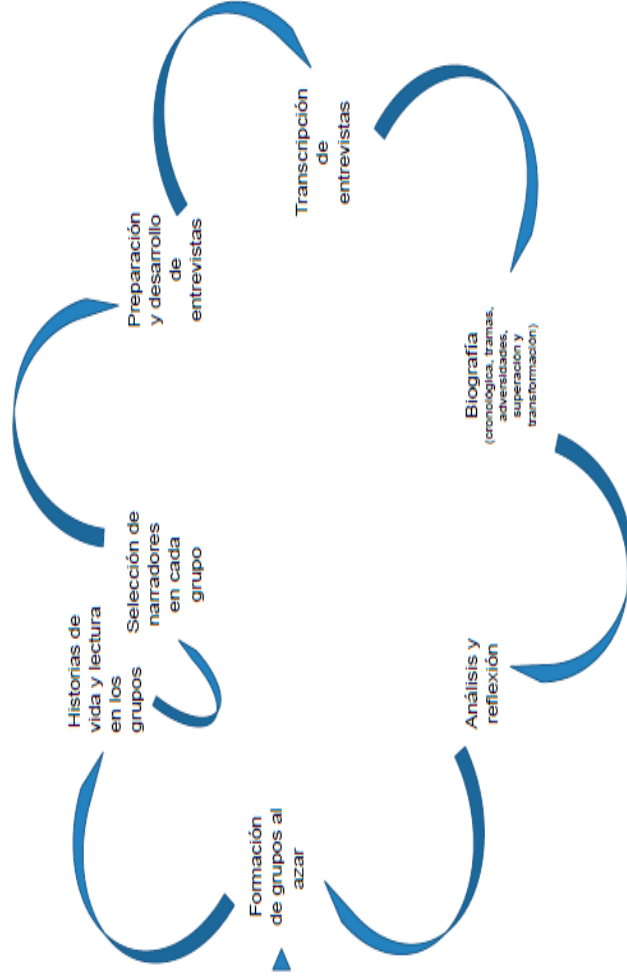 Formación
de grupos al
azar
Historias de
vida y lectura
en los
grupos
Selección de
narradores
en cada
grupo
Preparación
y desarrollo
de
entrevistas
Transcripción
de
entrevistas
Biografía
(cronológica, tramas,
adversidades,
superación y
transformación)
Análisis y
reflexión